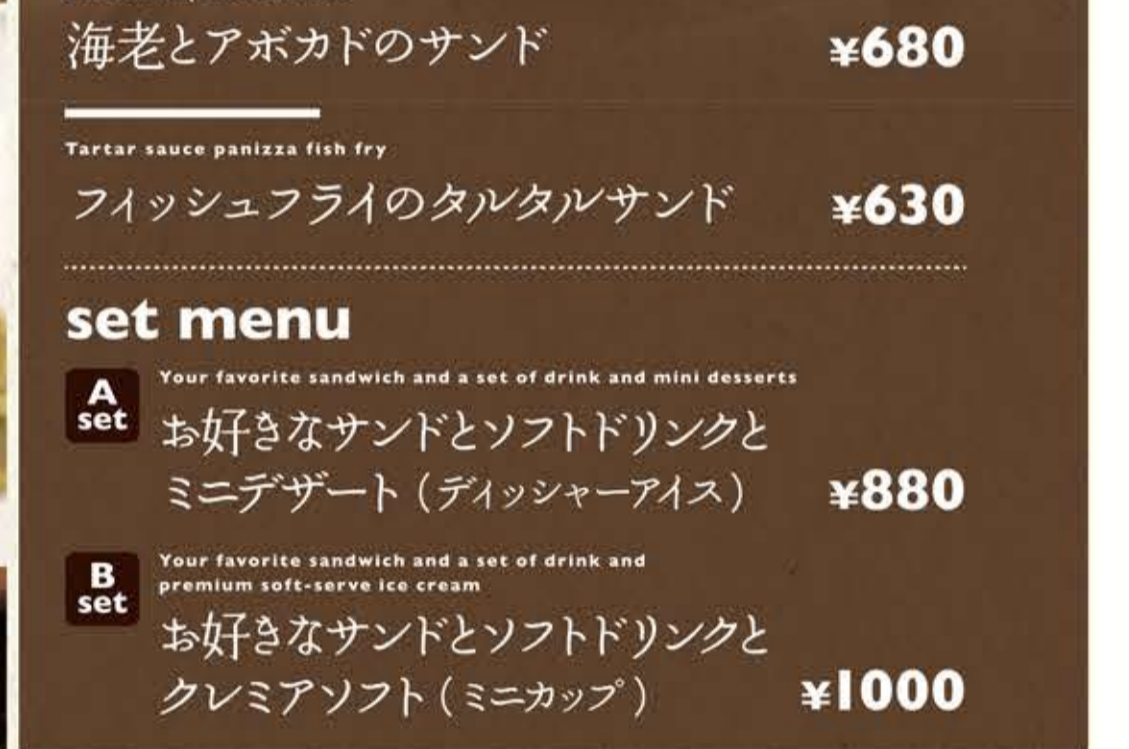 海老とアボカドのサンド ¥680
Tartar sauce panizza fish fry
フィッシュフライのタルタルサンド ¥630
set menu
A set
Your favorite sandwich and a set of drink and mini desserts
お好きなサンドとソフトドリンクと
ミニデザート(ディッシャーアイス) ¥880
B set
Your favorite sandwich and a set of drink and
premium soft-serve ice cream
お好きなサンドとソフトドリンクと
クレミアソフト(ミニカップ) ¥1000